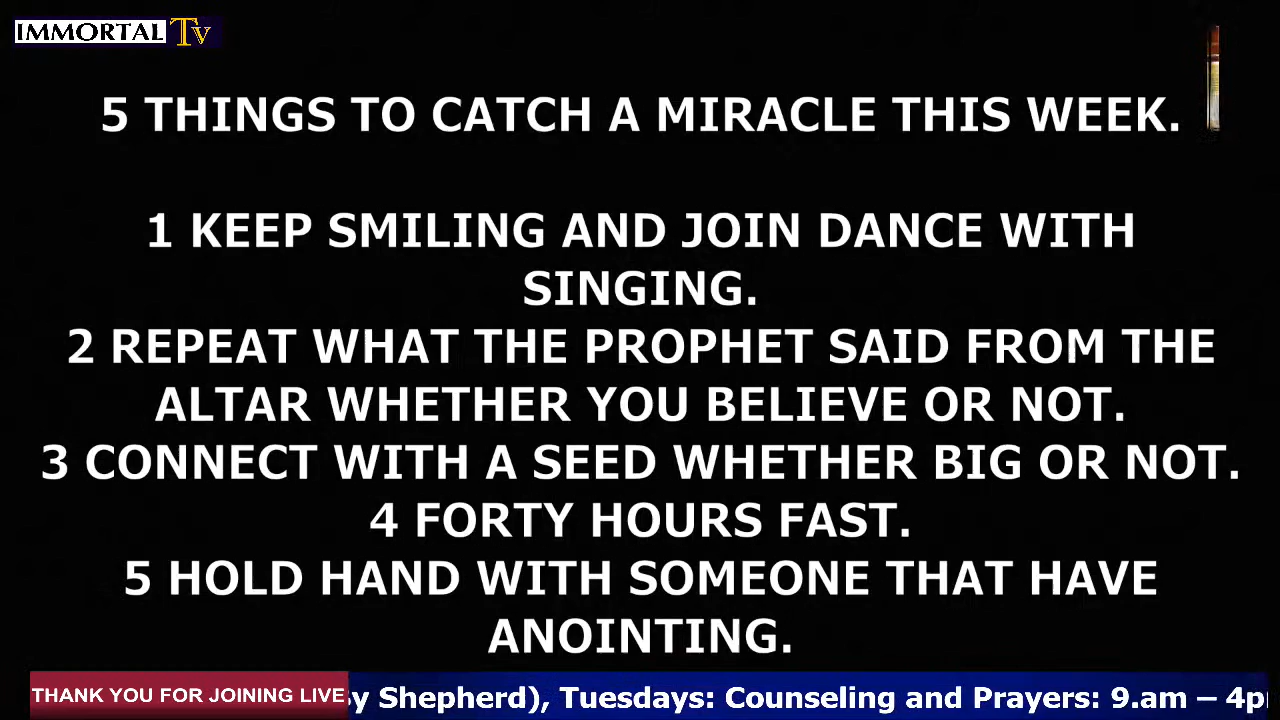 IMMORTAL Tv
5 THINGS TO CATCH A MIRACLE THIS WEEK.
1 KEEP SMILING AND JOIN DANCE WITH
SINGING.
2 REPEAT WHAT THE PROPHET SAID FROM THE
ALTAR WHETHER YOU BELIEVE OR NOT.
3 CONNECT WITH A SEED WHETHER BIG OR NOT.
4 FORTY HOURS FAST.
5 HOLD HAND WITH SOMEONE THAT HAVE
ANOINTING.
THANK YOU FOR JOINING LIVE
Shepherd), Tuesdays: Counseling and Prayers: 9.am – 4p